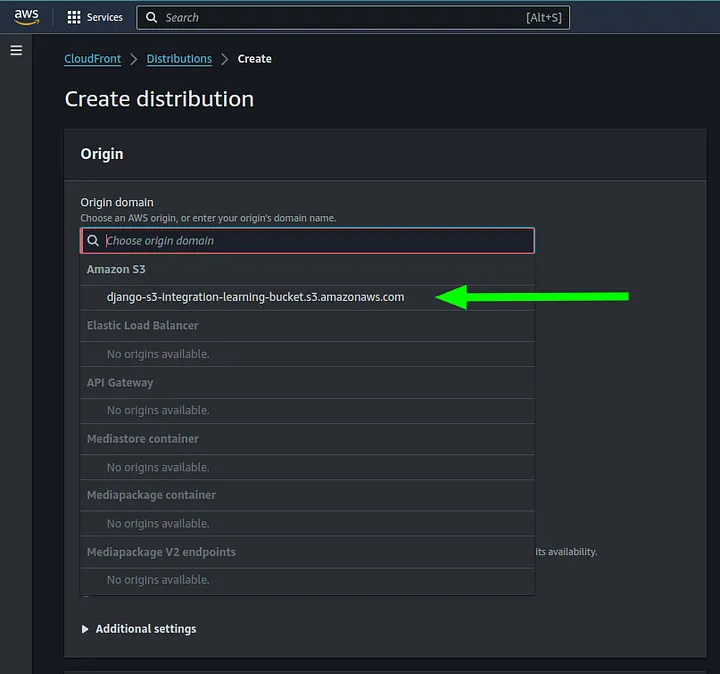 aws
Services
Search
[Alt+S]
CloudFront
Distributions
Create
Create distribution
Origin
Origin domain
Choose an AWS origin, or enter your origin's domain name.
Choose origin domain
Amazon S3
django-s3-integration-learning-bucket.s3.amazonaws.com
Elastic Load Balancer
No origins available.
API Gateway
No origins available.
Mediastore container
No origins available.
Mediapackage container
No origins available.
Mediapackage V2 endpoints
its availability.
No origins available.
Additional settings